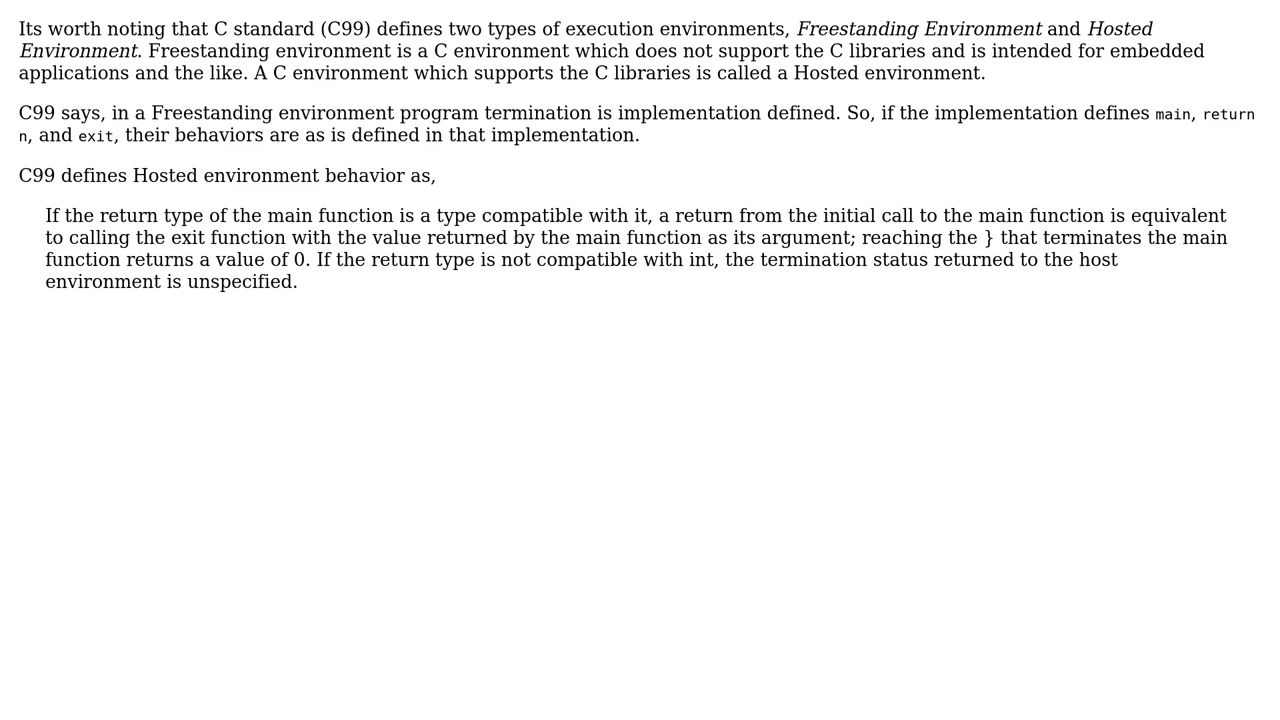 Its worth noting that C standard (C99) defines two types of execution environments, Freestanding Environment and Hosted
Environment. Freestanding environment is a C environment which does not support the C libraries and is intended for embedded
applications and the like. A C environment which supports the C libraries is called a Hosted environment.
C99 says, in a Freestanding environment program termination is implementation defined. So, if the implementation defines main, return
n, and exit, their behaviors are as is defined in that implementation.
C99 defines Hosted environment behavior as,
If the return type of the main function is a type compatible with it, a return from the initial call to the main function is equivalent
to calling the exit function with the value returned by the main function as its argument; reaching the } that terminates the main
function returns a value of 0. If the return type is not compatible with int, the termination status returned to the host
environment is unspecified.